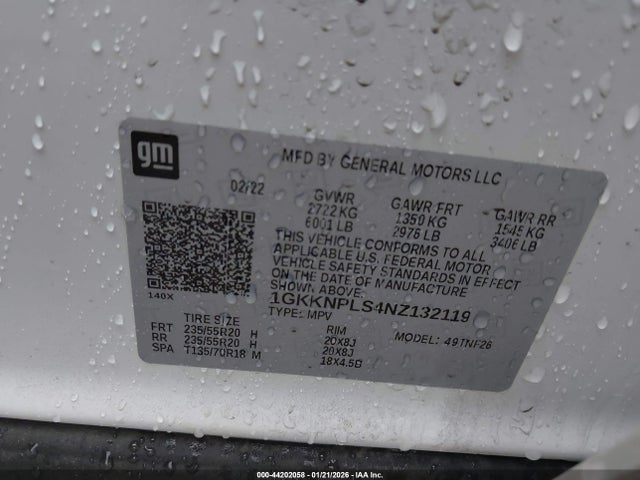 gm
MFD BY GENERAL MOTORS LLC
02/22
GVWR
2722 KG
6001 LB
GAWR FRT
1350 KG
2976 LB
GAWR RR
1545 KG
3406 LB
THIS VEHICLE CONFORMS TO ALL
APPLICABLE U.S. FEDERAL MOTOR
VEHICLE SAFETY STANDARDS
IN EFFECT ON THE DATE OF MANUFACTURE
SHOWN ABOVE.
1GKKNPLS4NZ132119
TYPE: MPV
MODEL: 4STNF26
140X
TIRE SIZE
RIM
FRT 235/55R20 H 20X8J
RR 235/55R20 H 20X8J
SPA T135/70R18 M 18X4.5B
000-44202058 - 01/21/2026 - IAA Inc.